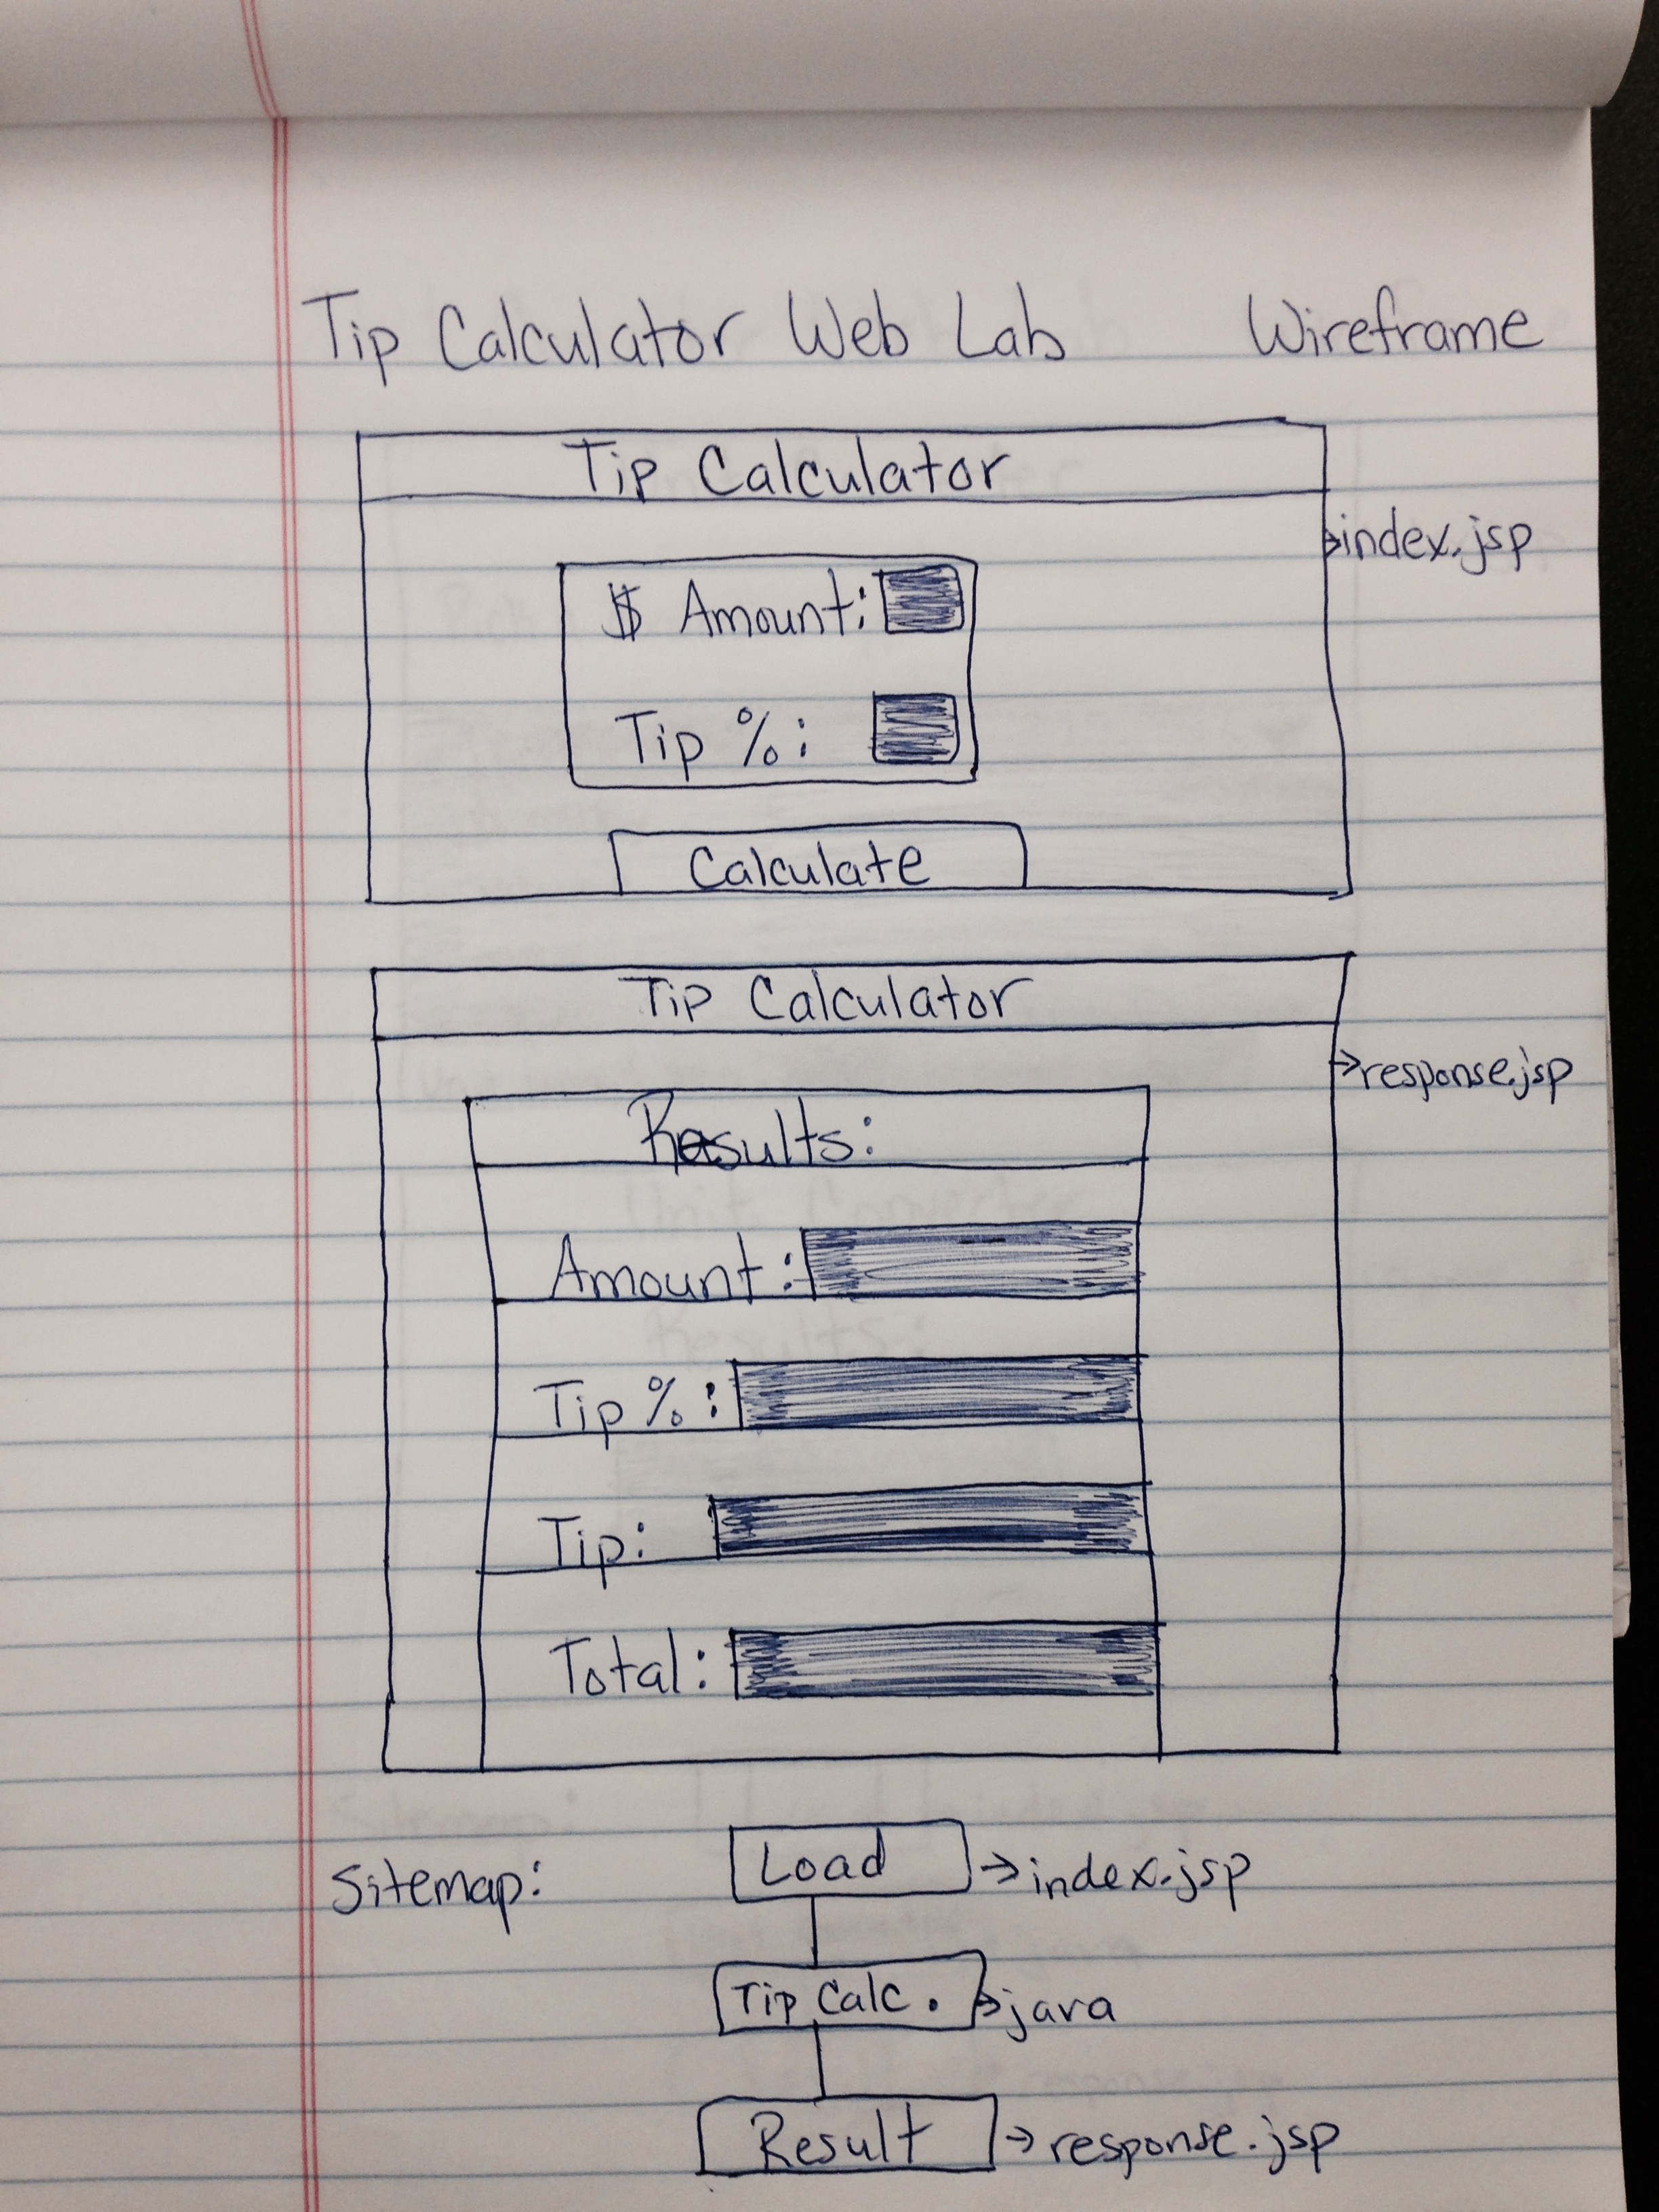 Tip Calculator Web Lab Wireframe
Tip Calculator
→index.jsp
$ Amount:
Tip %:
Calculate
Tip Calculator
→response.jsp
Results:
Amount:
Tip %:
Tip:
Total:
Sitemap: Load →index.jsp
Tip Calc. →java
Result →response.jsp